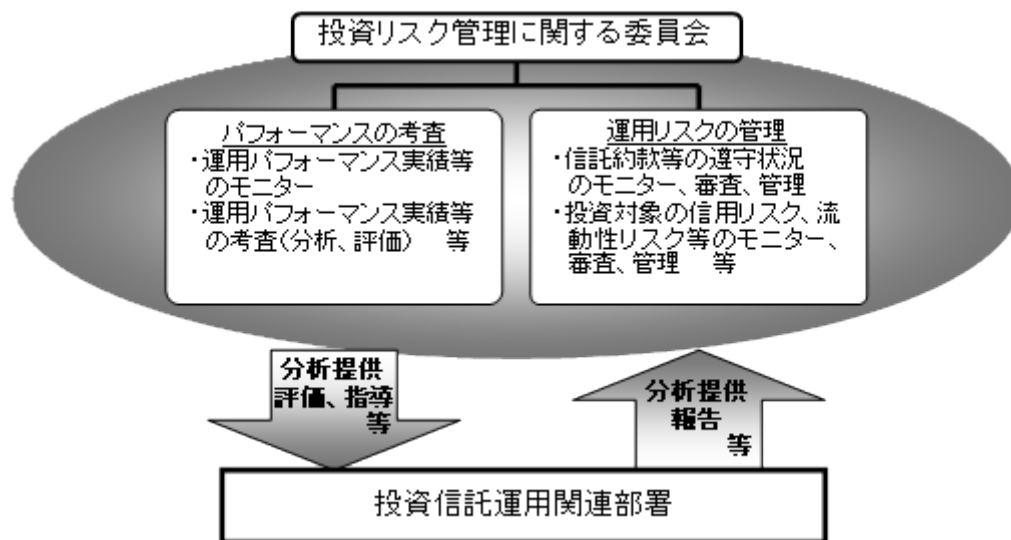 投資リスク管理に関する委員会
パフォーマンスの考査
・運用パフォーマンス実績等
のモニター
・運用パフォーマンス実績等
の考査(分析、評価) 等
運用リスクの管理
・信託約款等の遵守状況
のモニター、審査、管理
・投資対象の信用リスク、流
動性リスク等のモニター、
審査、管理 等
分析提供
評価、指導
等
分析提供
報告
等
投資信託運用関連部署